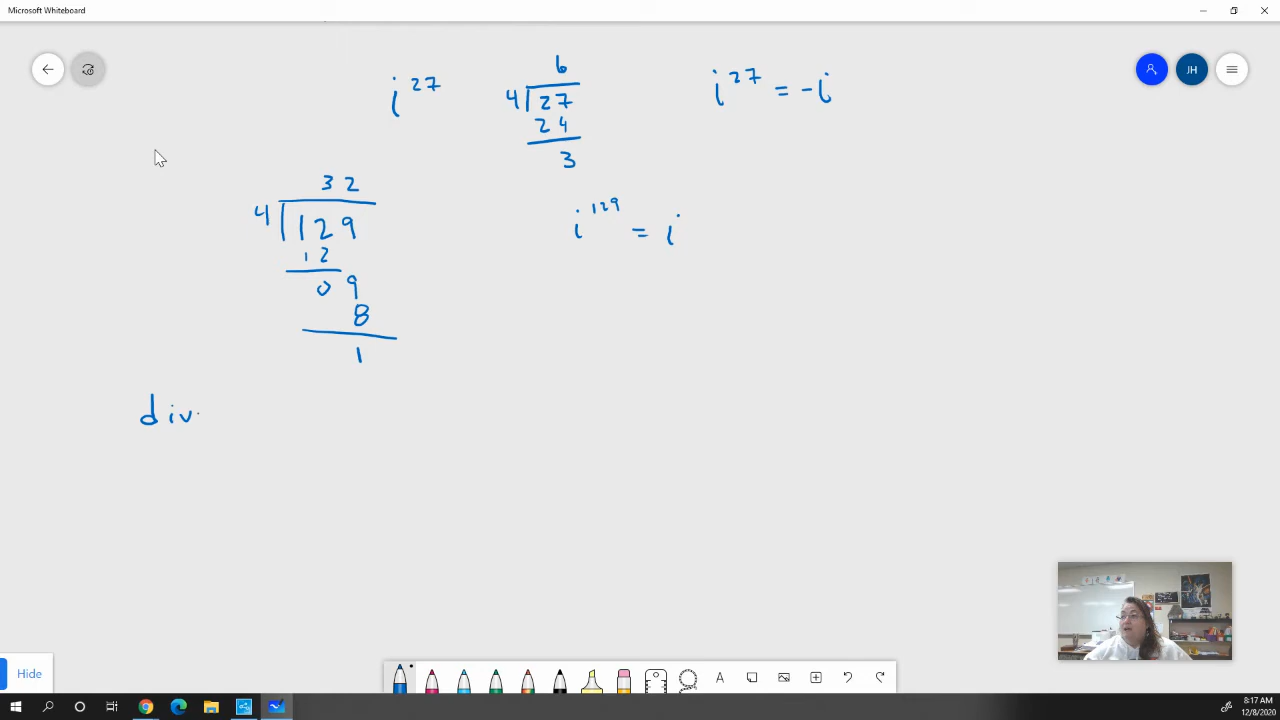 Microsoft Whiteboard
JH
i^27
6
4 27
24
3
i^27 = -i
32
4 129
12
09
8
1
i^129 = i
div
Hide
A
8:17 AM
12/8/2020